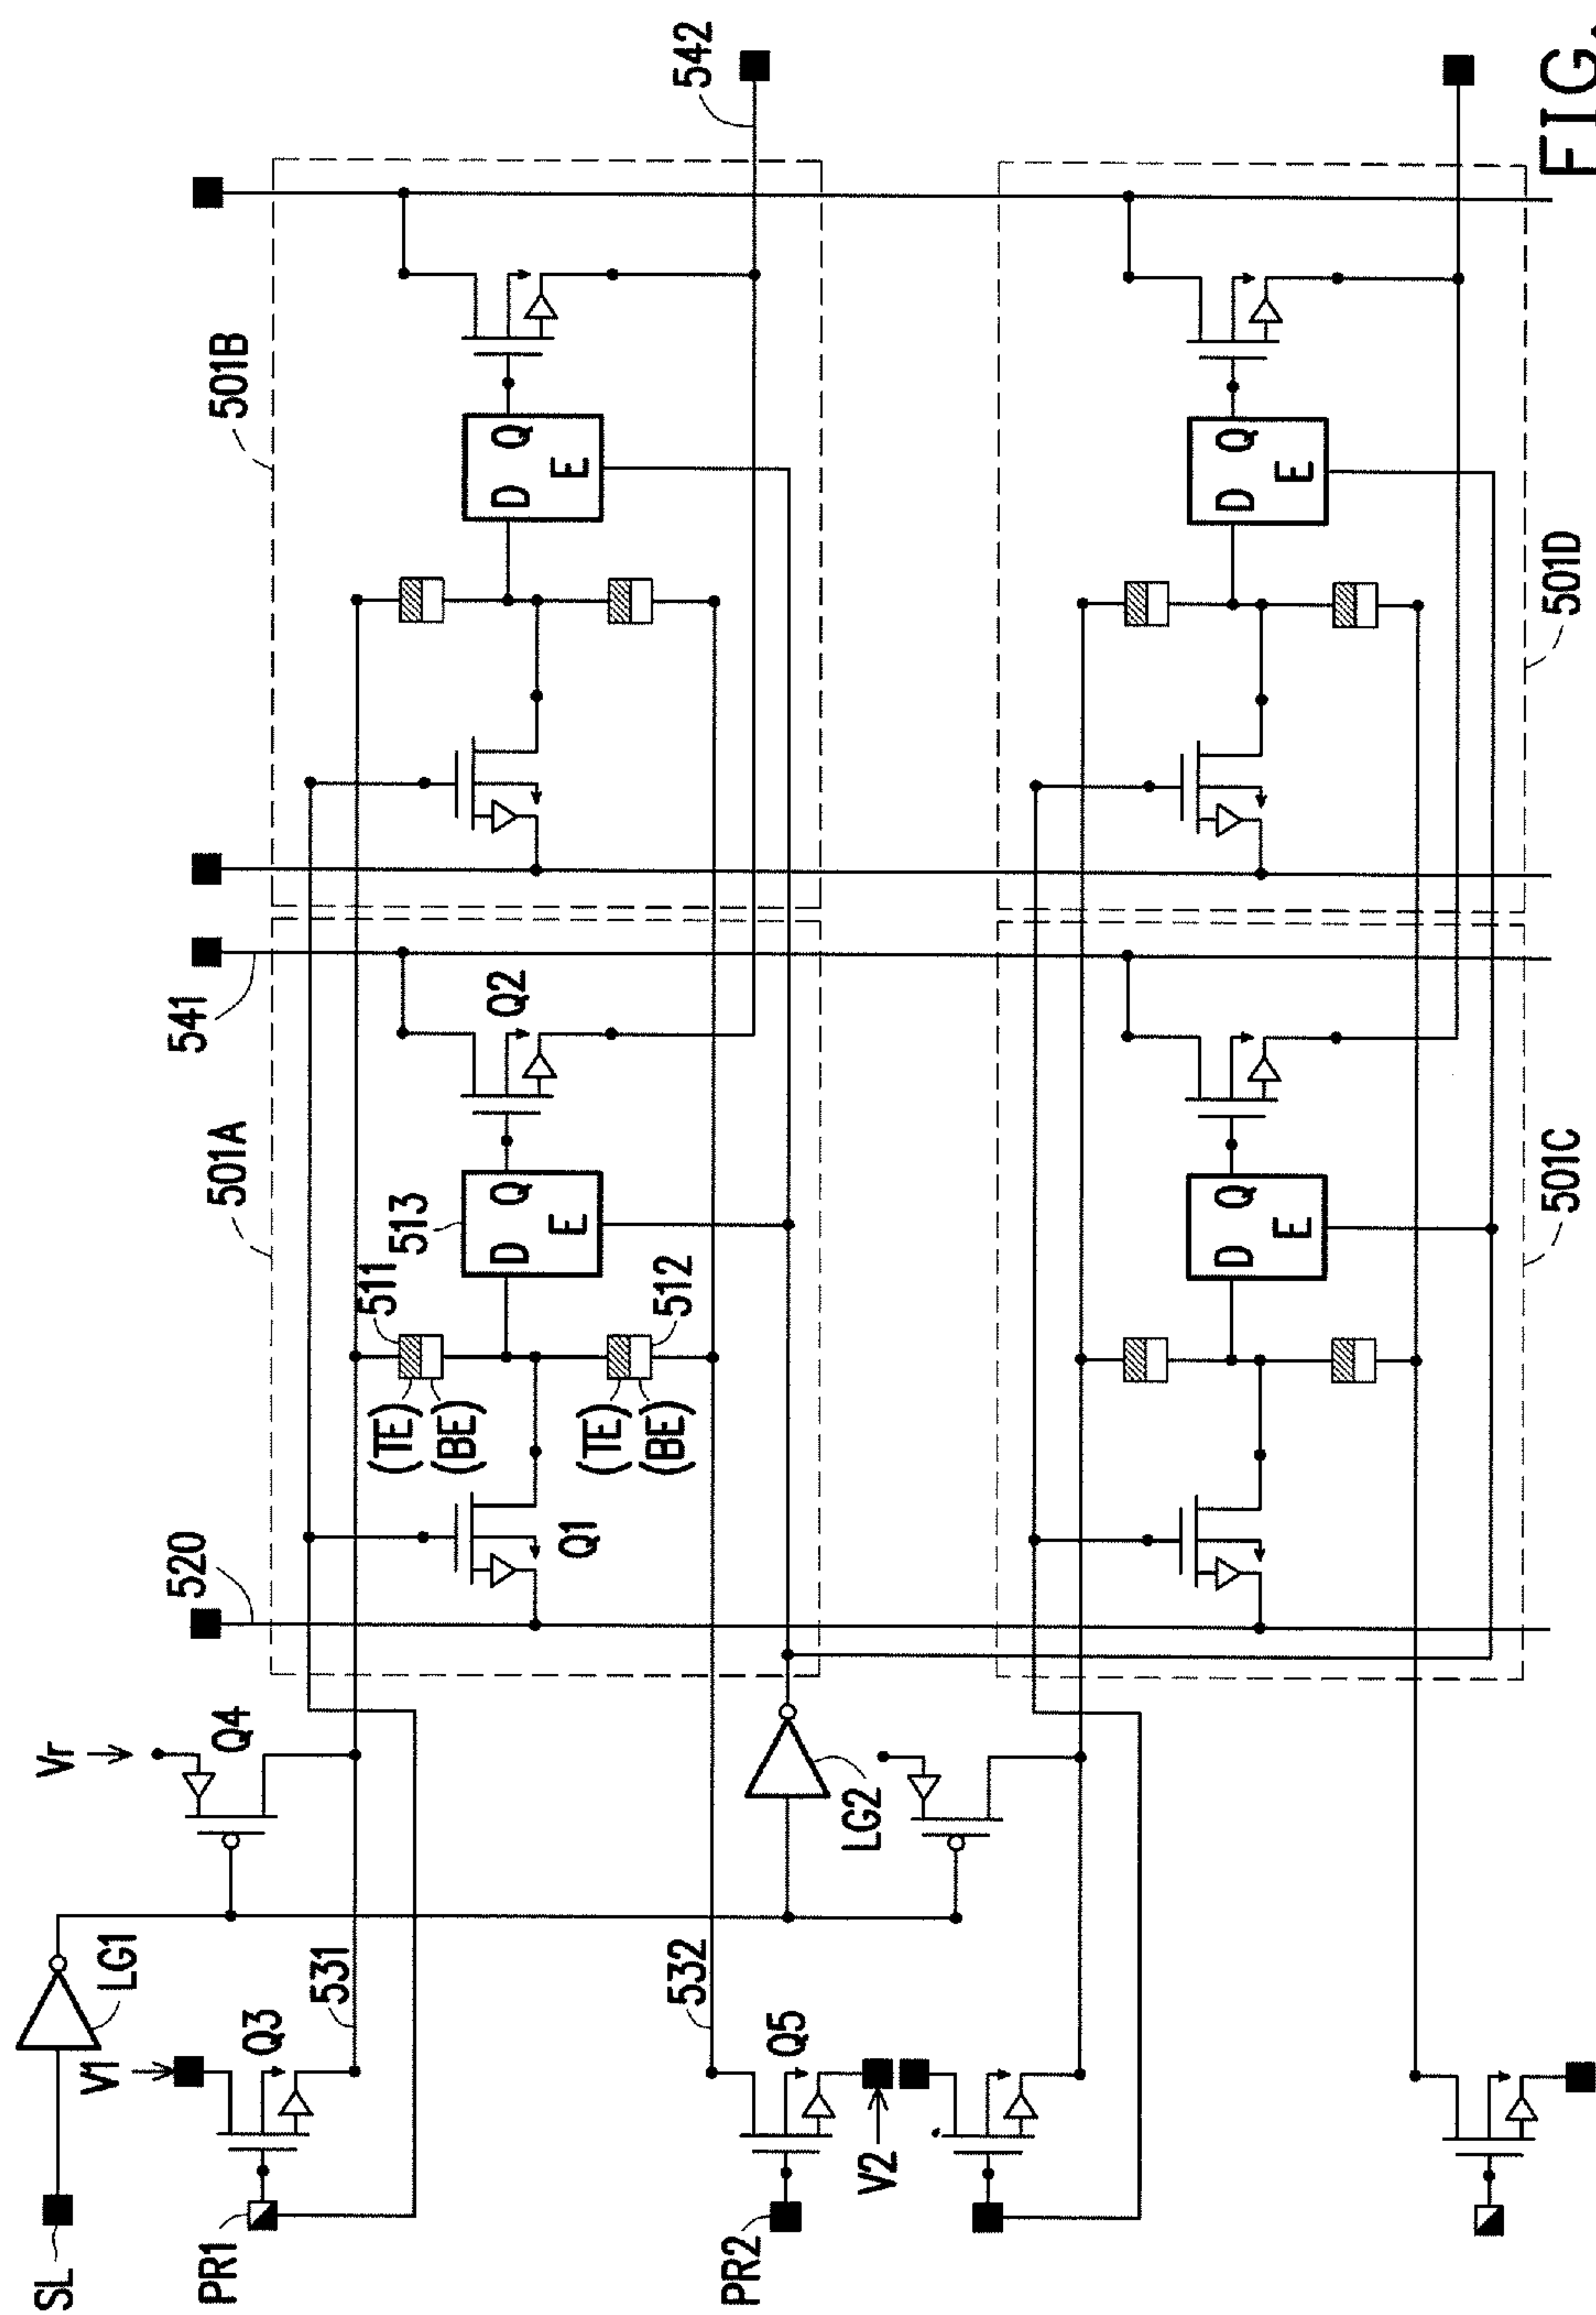 FIG.
SL
LG1
V1
PR1
Q3
531
Vr
Q4
520
501A
541
501B
542
Q1
(TE)
(BE)
511
513
D
Q
E
Q2
(TE)
(BE)
512
D
Q
E
532
PR2
Q5
V2
LG2
D
Q
E
501C
D
Q
E
501D